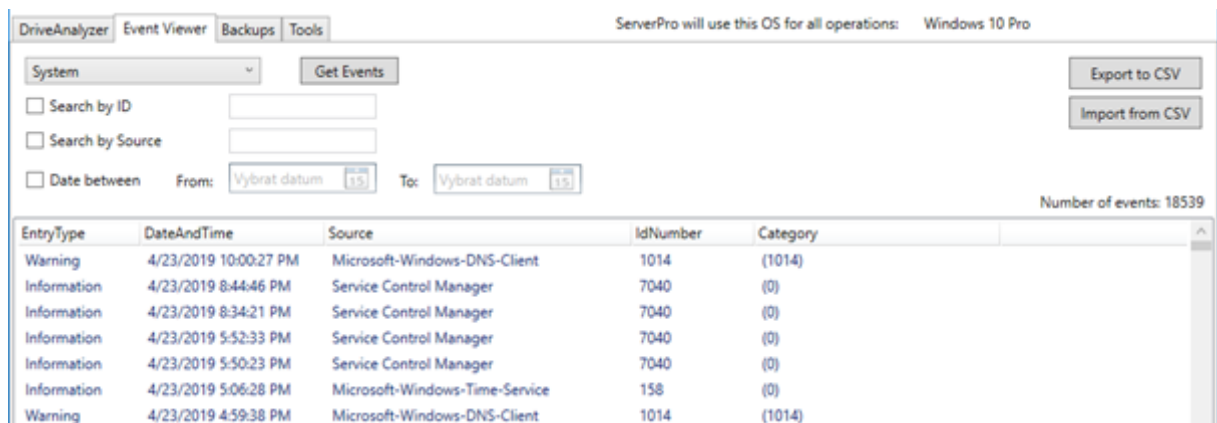 DriveAnalyzer Event Viewer Backups Tools ServerPro will use this OS for all operations: Windows 10 Pro
System Get Events Export to CSV
Search by ID Import from CSV
Search by Source
Date between From: Vybrat datum 15 To: Vybrat datum 15
Number of events: 18539
EntryType DateAndTime Source IdNumber Category
Warning 4/23/2019 10:00:27 PM Microsoft-Windows-DNS-Client 1014 (1014)
Information 4/23/2019 8:44:46 PM Service Control Manager 7040 (0)
Information 4/23/2019 8:34:21 PM Service Control Manager 7040 (0)
Information 4/23/2019 5:52:33 PM Service Control Manager 7040 (0)
Information 4/23/2019 5:50:23 PM Service Control Manager 7040 (0)
Information 4/23/2019 5:06:28 PM Microsoft-Windows-Time-Service 158 (0)
Warning 4/23/2019 4:59:38 PM Microsoft-Windows-DNS-Client 1014 (1014)